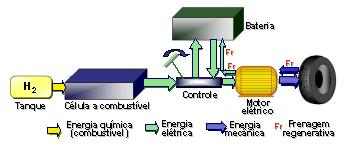 Bateria
Fr
Fr
Fr
H2
Tanque
Célula a combustível
Controle
Motor
elétrico
Energia química
(combustível)
Energia
elétrica
Energia
mecânica
Fr
Frenagem
regenerativa